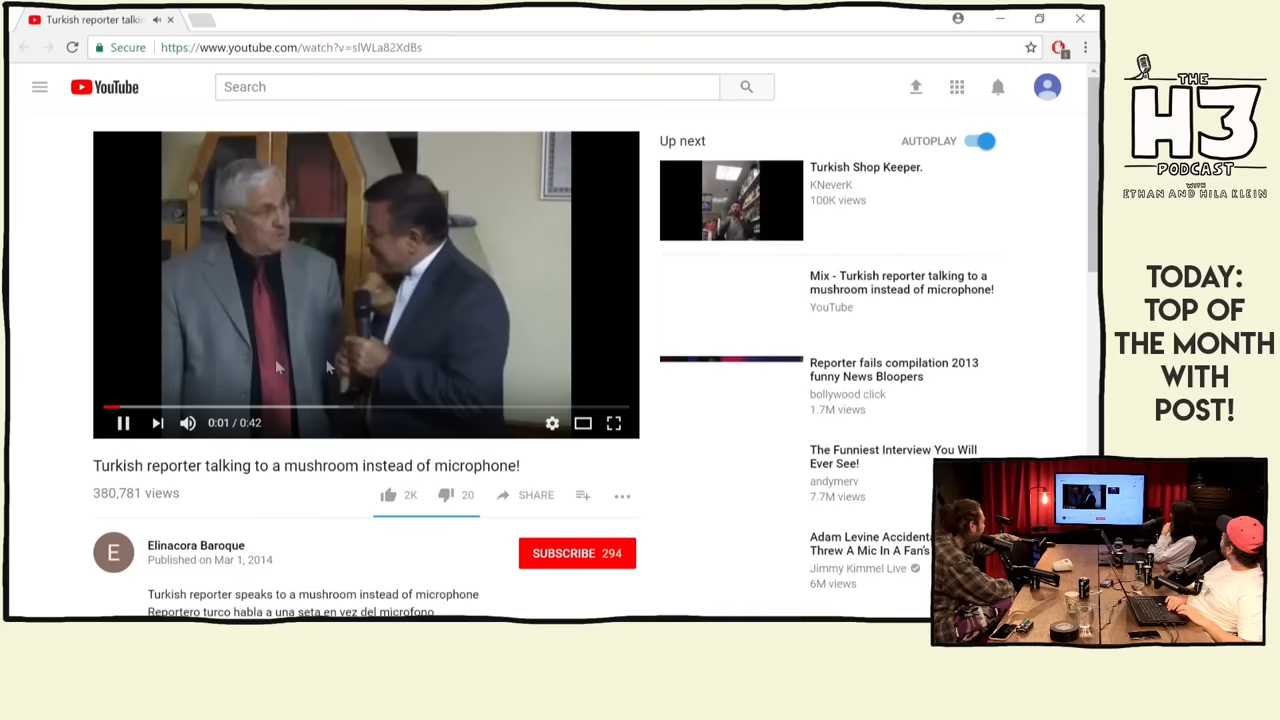 Turkish reporter talkin
Secure
https://www.youtube.com/watch?v=slWLa82XdBs
YouTube
Search
Turkish reporter talking to a mushroom instead of microphone!
0:01 / 0:42
380,781 views
2K
20
SHARE
E
Elinacora Baroque
Published on Mar 1, 2014
SUBSCRIBE 294
Turkish reporter speaks to a mushroom instead of microphone
Reportero turco habla a una seta en vez del microfono
Up next
AUTOPLAY
Turkish Shop Keeper.
KNeverK
100K views
Mix - Turkish reporter talking to a
mushroom instead of microphone!
YouTube
Reporter fails compilation 2013
funny News Bloopers
bollywood click
1.7M views
The Funniest Interview You Will
Ever See!
andymerv
7.7M views
Adam Levine Accidenta
Threw A Mic In A Fan's
Jimmy Kimmel Live
6M views
THE
H3
PODCAST
WITH
ETHAN AND HILA KLEIN
TODAY:
TOP OF
THE MONTH
WITH
POST!